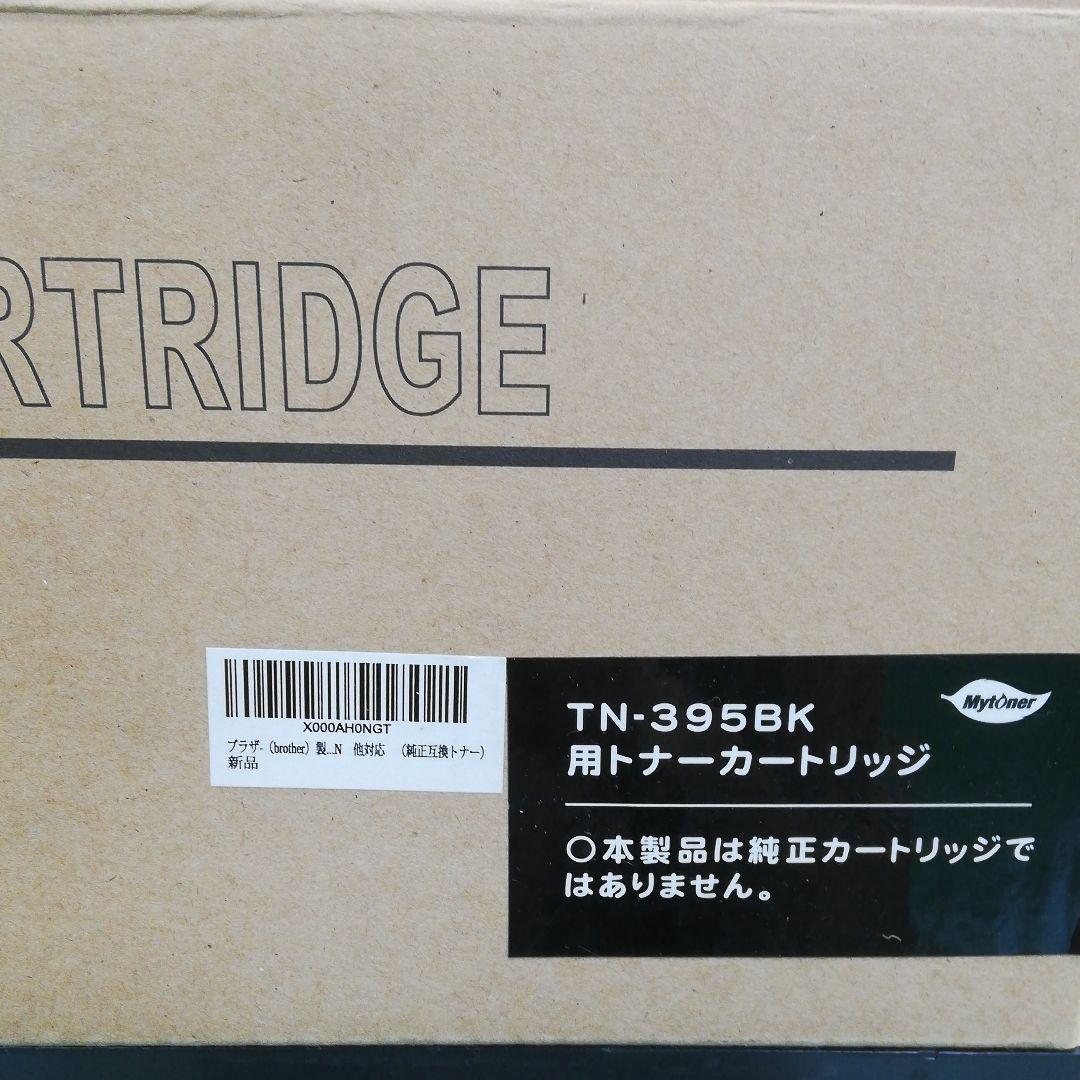 RTRIDGE
X000AH0NGT
ブラザ-（brother）製...N　他対応　（純正互換トナー）
新品
Mytoner
TN-395BK
用トナーカートリッジ
○本製品は純正カートリッジで
はありません。